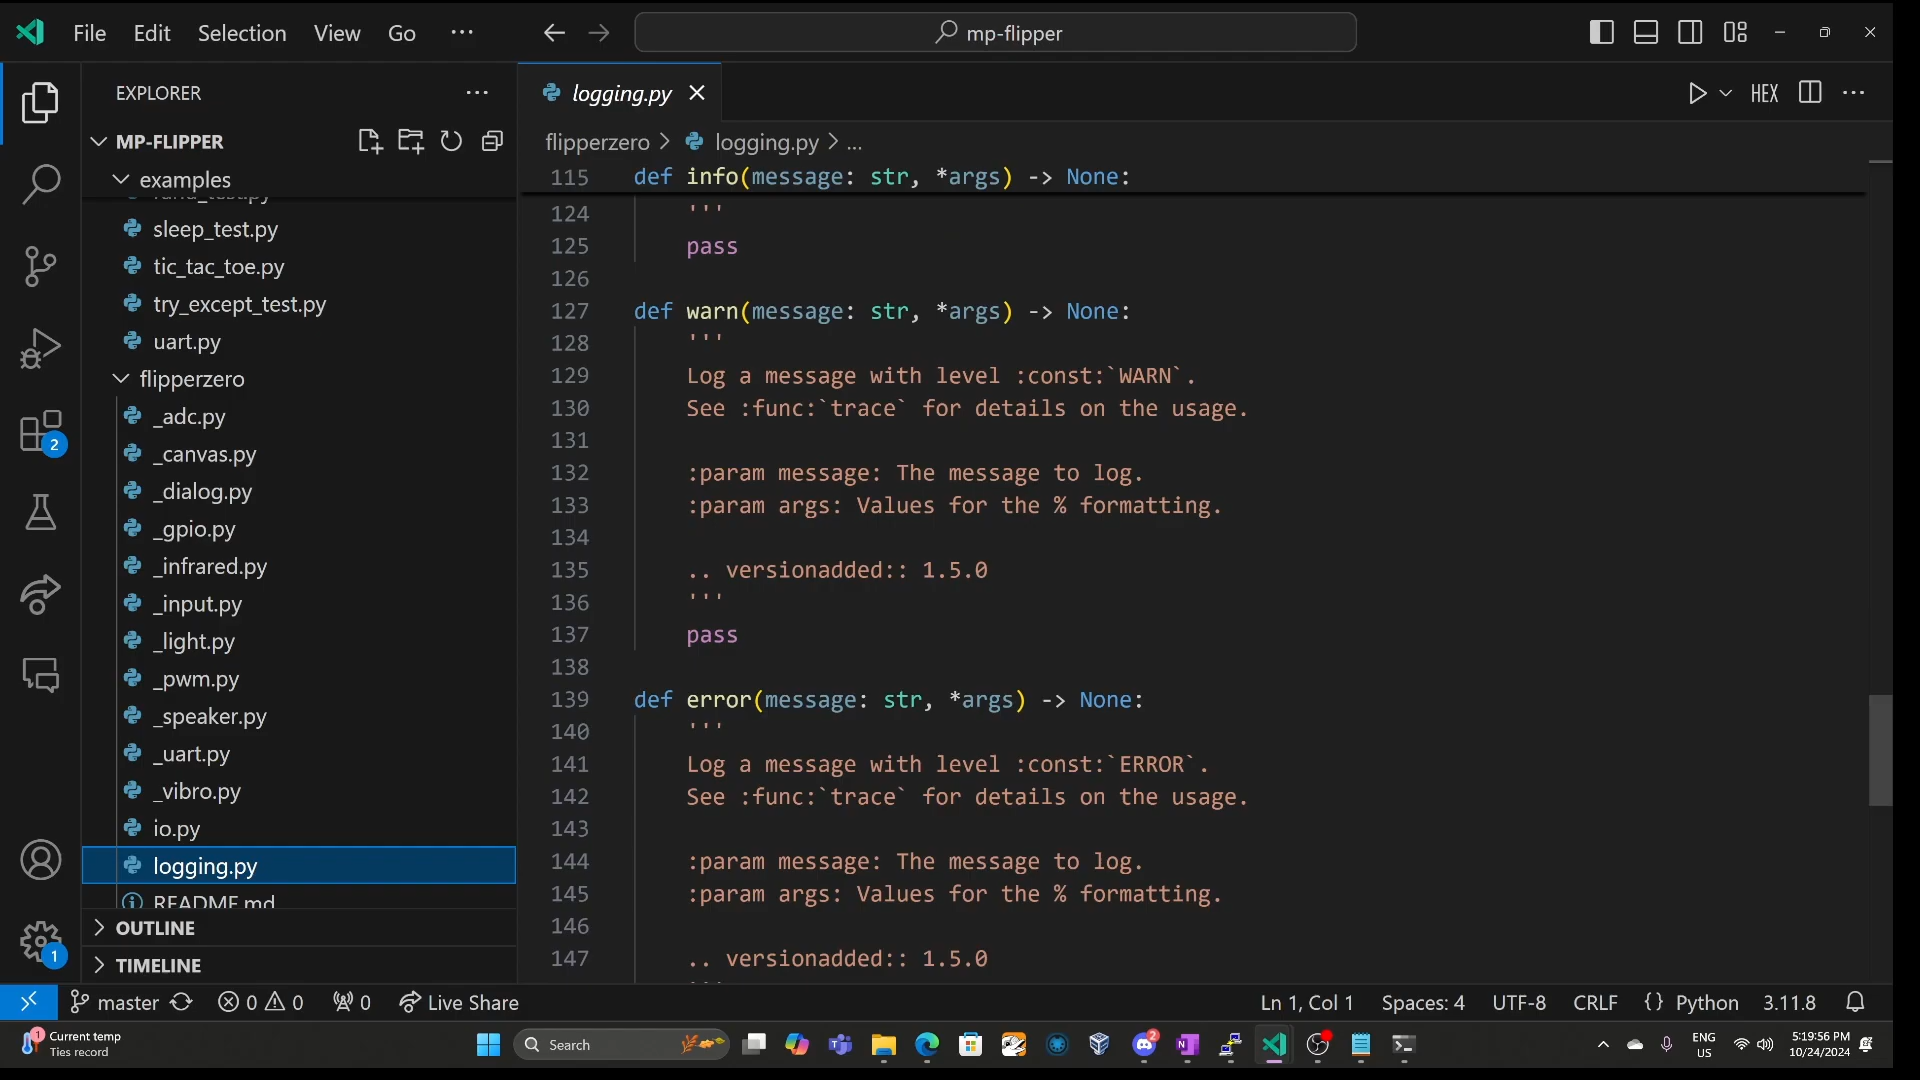 File Edit Selection View Go ··· mp-flipper
EXPLORER ···
MP-FLIPPER
examples
sleep_test.py
tic_tac_toe.py
try_except_test.py
uart.py
flipperzero
_adc.py
_canvas.py
_dialog.py
_gpio.py
_infrared.py
_input.py
_light.py
_pwm.py
_speaker.py
_uart.py
_vibro.py
io.py
logging.py
README.md
OUTLINE
TIMELINE
2
1
logging.py
HEX ···
flipperzero > logging.py > ...
115 def info(message: str, *args) -> None:
124 '''
125 pass
126
127 def warn(message: str, *args) -> None:
128 '''
129 Log a message with level :const:`WARN`.
130 See :func:`trace` for details on the usage.
131
132 :param message: The message to log.
133 :param args: Values for the % formatting.
134
135 .. versionadded:: 1.5.0
136 '''
137 pass
138
139 def error(message: str, *args) -> None:
140 '''
141 Log a message with level :const:`ERROR`.
142 See :func:`trace` for details on the usage.
143
144 :param message: The message to log.
145 :param args: Values for the % formatting.
146
147 .. versionadded:: 1.5.0
'''
master 0 0 0 Live Share Ln 1, Col 1 Spaces: 4 UTF-8 CRLF {} Python 3.11.8
1 Current temp
Ties record
Search
2
ENG
US
5:19:56 PM
10/24/2024